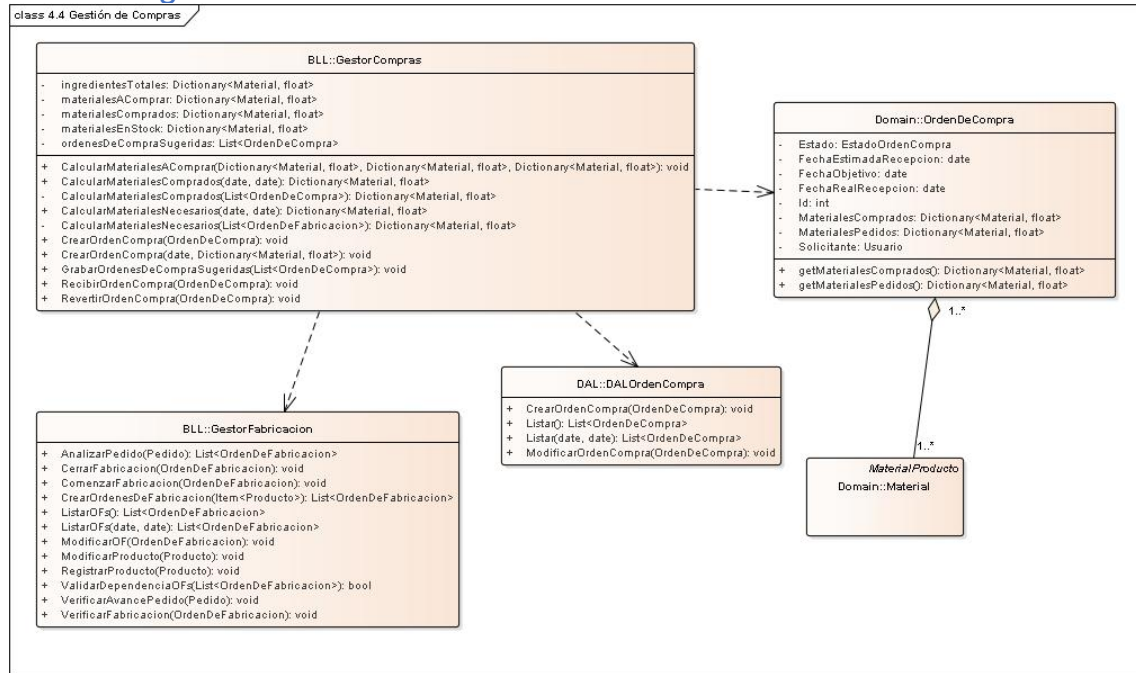 class 4.4 Gestión de Compras
BLL::GestorCompras
- ingredientesTotales: Dictionary<Material, float>
- materialesAComprar: Dictionary<Material, float>
- materialesComprados: Dictionary<Material, float>
- materialesEnStock: Dictionary<Material, float>
- ordenesDeCompraSugeridas: List<OrdenDeCompra>
+ CalcularMaterialesAComprar(Dictionary<Material, float>, Dictionary<Material, float>, Dictionary<Material, float>): void
+ CalcularMaterialesComprados(date, date): Dictionary<Material, float>
- CalcularMaterialesComprados(List<OrdenDeCompra>): Dictionary<Material, float>
+ CalcularMaterialesNecesarios(date, date): Dictionary<Material, float>
- CalcularMaterialesNecesarios(List<OrdenDeFabricacion>): Dictionary<Material, float>
+ CrearOrdenCompra(OrdenDeCompra): void
+ CrearOrdenCompra(date, Dictionary<Material, float>): void
+ GrabarOrdenesDeCompraSugeridas(List<OrdenDeCompra>): void
+ RecibirOrdenCompra(OrdenDeCompra): void
+ RevertirOrdenCompra(OrdenDeCompra): void
Domain::OrdenDeCompra
- Estado: EstadoOrdenCompra
- FechaEstimadaRecepcion: date
- FechaObjetivo: date
- FechaRealRecepcion: date
- Id: int
- MaterialesComprados: Dictionary<Material, float>
- MaterialesPedidos: Dictionary<Material, float>
- Solicitante: Usuario
+ getMaterialesComprados(): Dictionary<Material, float>
+ getMaterialesPedidos(): Dictionary<Material, float>
1..*
DAL::DALOrdenCompra
+ CrearOrdenCompra(OrdenDeCompra): void
+ Listar(): List<OrdenDeCompra>
+ Listar(date, date): List<OrdenDeCompra>
+ ModificarOrdenCompra(OrdenDeCompra): void
1..*
MaterialProducto
Domain::Material
BLL::GestorFabricacion
+ AnalizarPedido(Pedido): List<OrdenDeFabricacion>
+ CerrarFabricacion(OrdenDeFabricacion): void
+ ComenzarFabricacion(OrdenDeFabricacion): void
+ CrearOrdenesDeFabricacion(Item<Producto>): List<OrdenDeFabricacion>
+ ListarOFs(): List<OrdenDeFabricacion>
+ ListarOFs(date, date): List<OrdenDeFabricacion>
+ ModificarOF(OrdenDeFabricacion): void
+ ModificarProducto(Producto): void
+ RegistrarProducto(Producto): void
+ ValidarDependenciaOFs(List<OrdenDeFabricacion>): bool
+ VerificarAvancePedido(Pedido): void
+ VerificarFabricacion(OrdenDeFabricacion): void